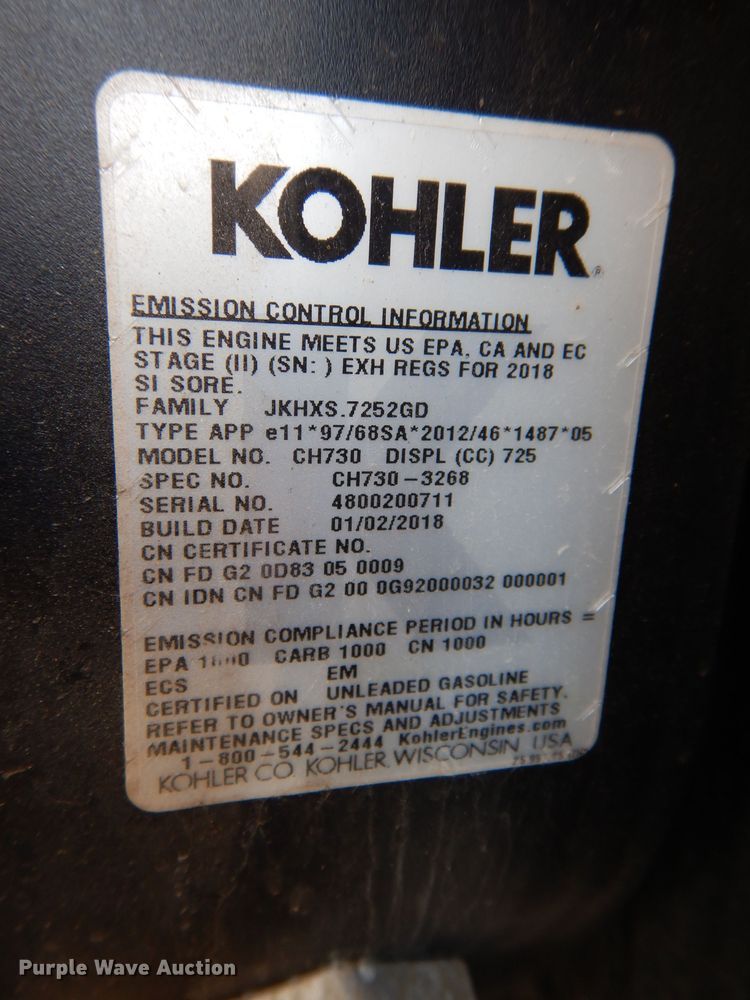 KOHLER®
EMISSION CONTROL INFORMATION
THIS ENGINE MEETS US EPA, CA AND EC
STAGE (II) (SN: ) EXH REGS FOR 2018
SI SORE.
FAMILY JKHXS.7252GD
TYPE APP e11*97/68SA*2012/46*1487*05
MODEL NO. CH730 DISPL (CC) 725
SPEC NO. CH730-3268
SERIAL NO. 4800200711
BUILD DATE 01/02/2018
CN CERTIFICATE NO.
CN FD G2 0D83 05 0009
CN IDN CN FD G2 00 0G92000032 000001
EMISSION COMPLIANCE PERIOD IN HOURS =
EPA CARB 1000 CN 1000
ECS EM
CERTIFIED ON UNLEADED GASOLINE
REFER TO OWNER'S MANUAL FOR SAFETY,
MAINTENANCE SPECS AND ADJUSTMENTS
1-800-544-2444 KohlerEngines.com
KOHLER CO. KOHLER, WISCONSIN USA
Purple Wave Auction